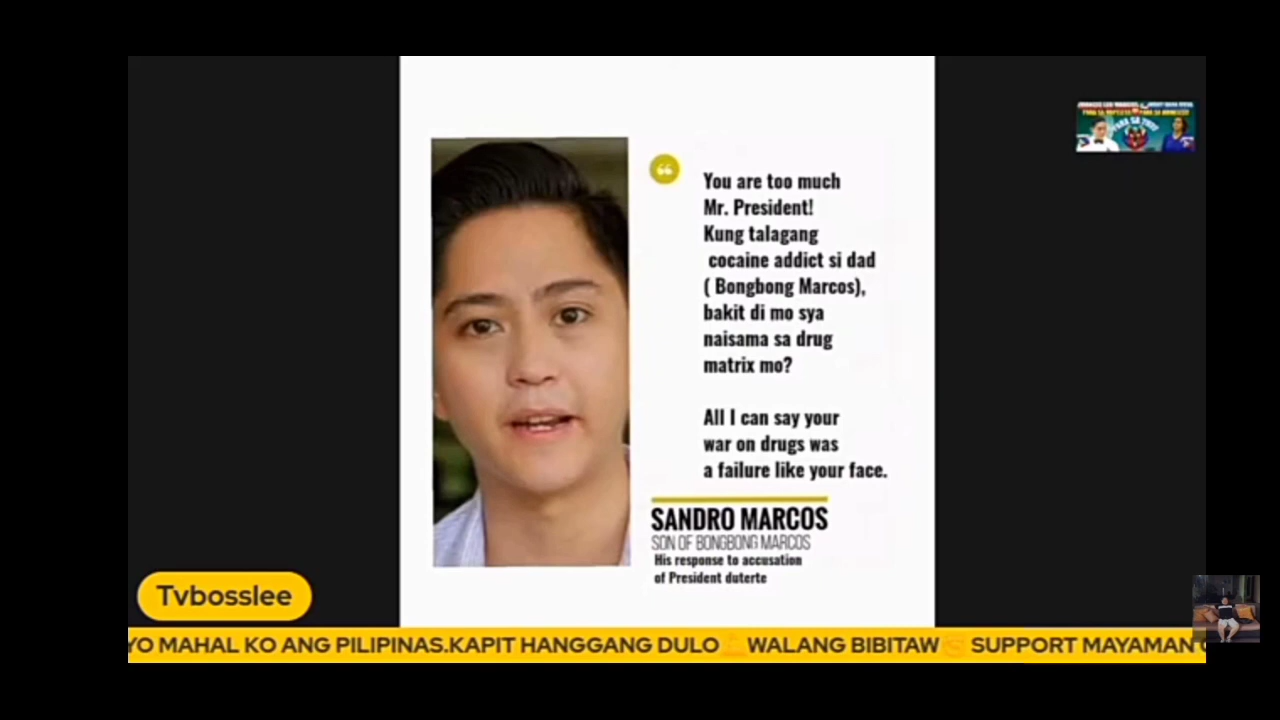 You are too much
Mr. President!
Kung talagang
cocaine addict si dad
( Bongbong Marcos),
bakit di mo sya
naisama sa drug
matrix mo?
All I can say your
war on drugs was
a failure like your face.
SANDRO MARCOS
SON OF BONGBONG MARCOS
His response to accusation
of President duterte
Tvbosslee
YO MAHAL KO ANG PILIPINAS.KAPIT HANGGANG DULO WALANG BIBITAW SUPPORT MAYAMAN